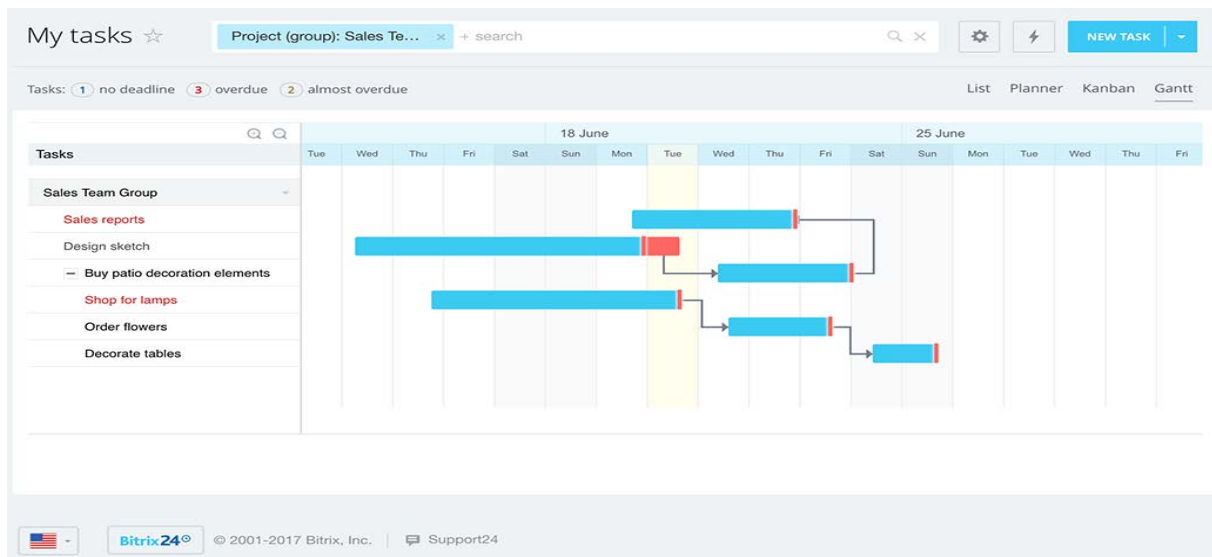 My tasks
Project (group): Sales Te... × + search
NEW TASK
Tasks: 1 no deadline 3 overdue 2 almost overdue
List Planner Kanban Gantt
18 June 25 June
Tasks Tue Wed Thu Fri Sat Sun Mon Tue Wed Thu Fri Sat Sun Mon Tue Wed Thu Fri
Sales Team Group
Sales reports
Design sketch
Buy patio decoration elements
Shop for lamps
Order flowers
Decorate tables
Bitrix24 © 2001-2017 Bitrix, Inc. Support24